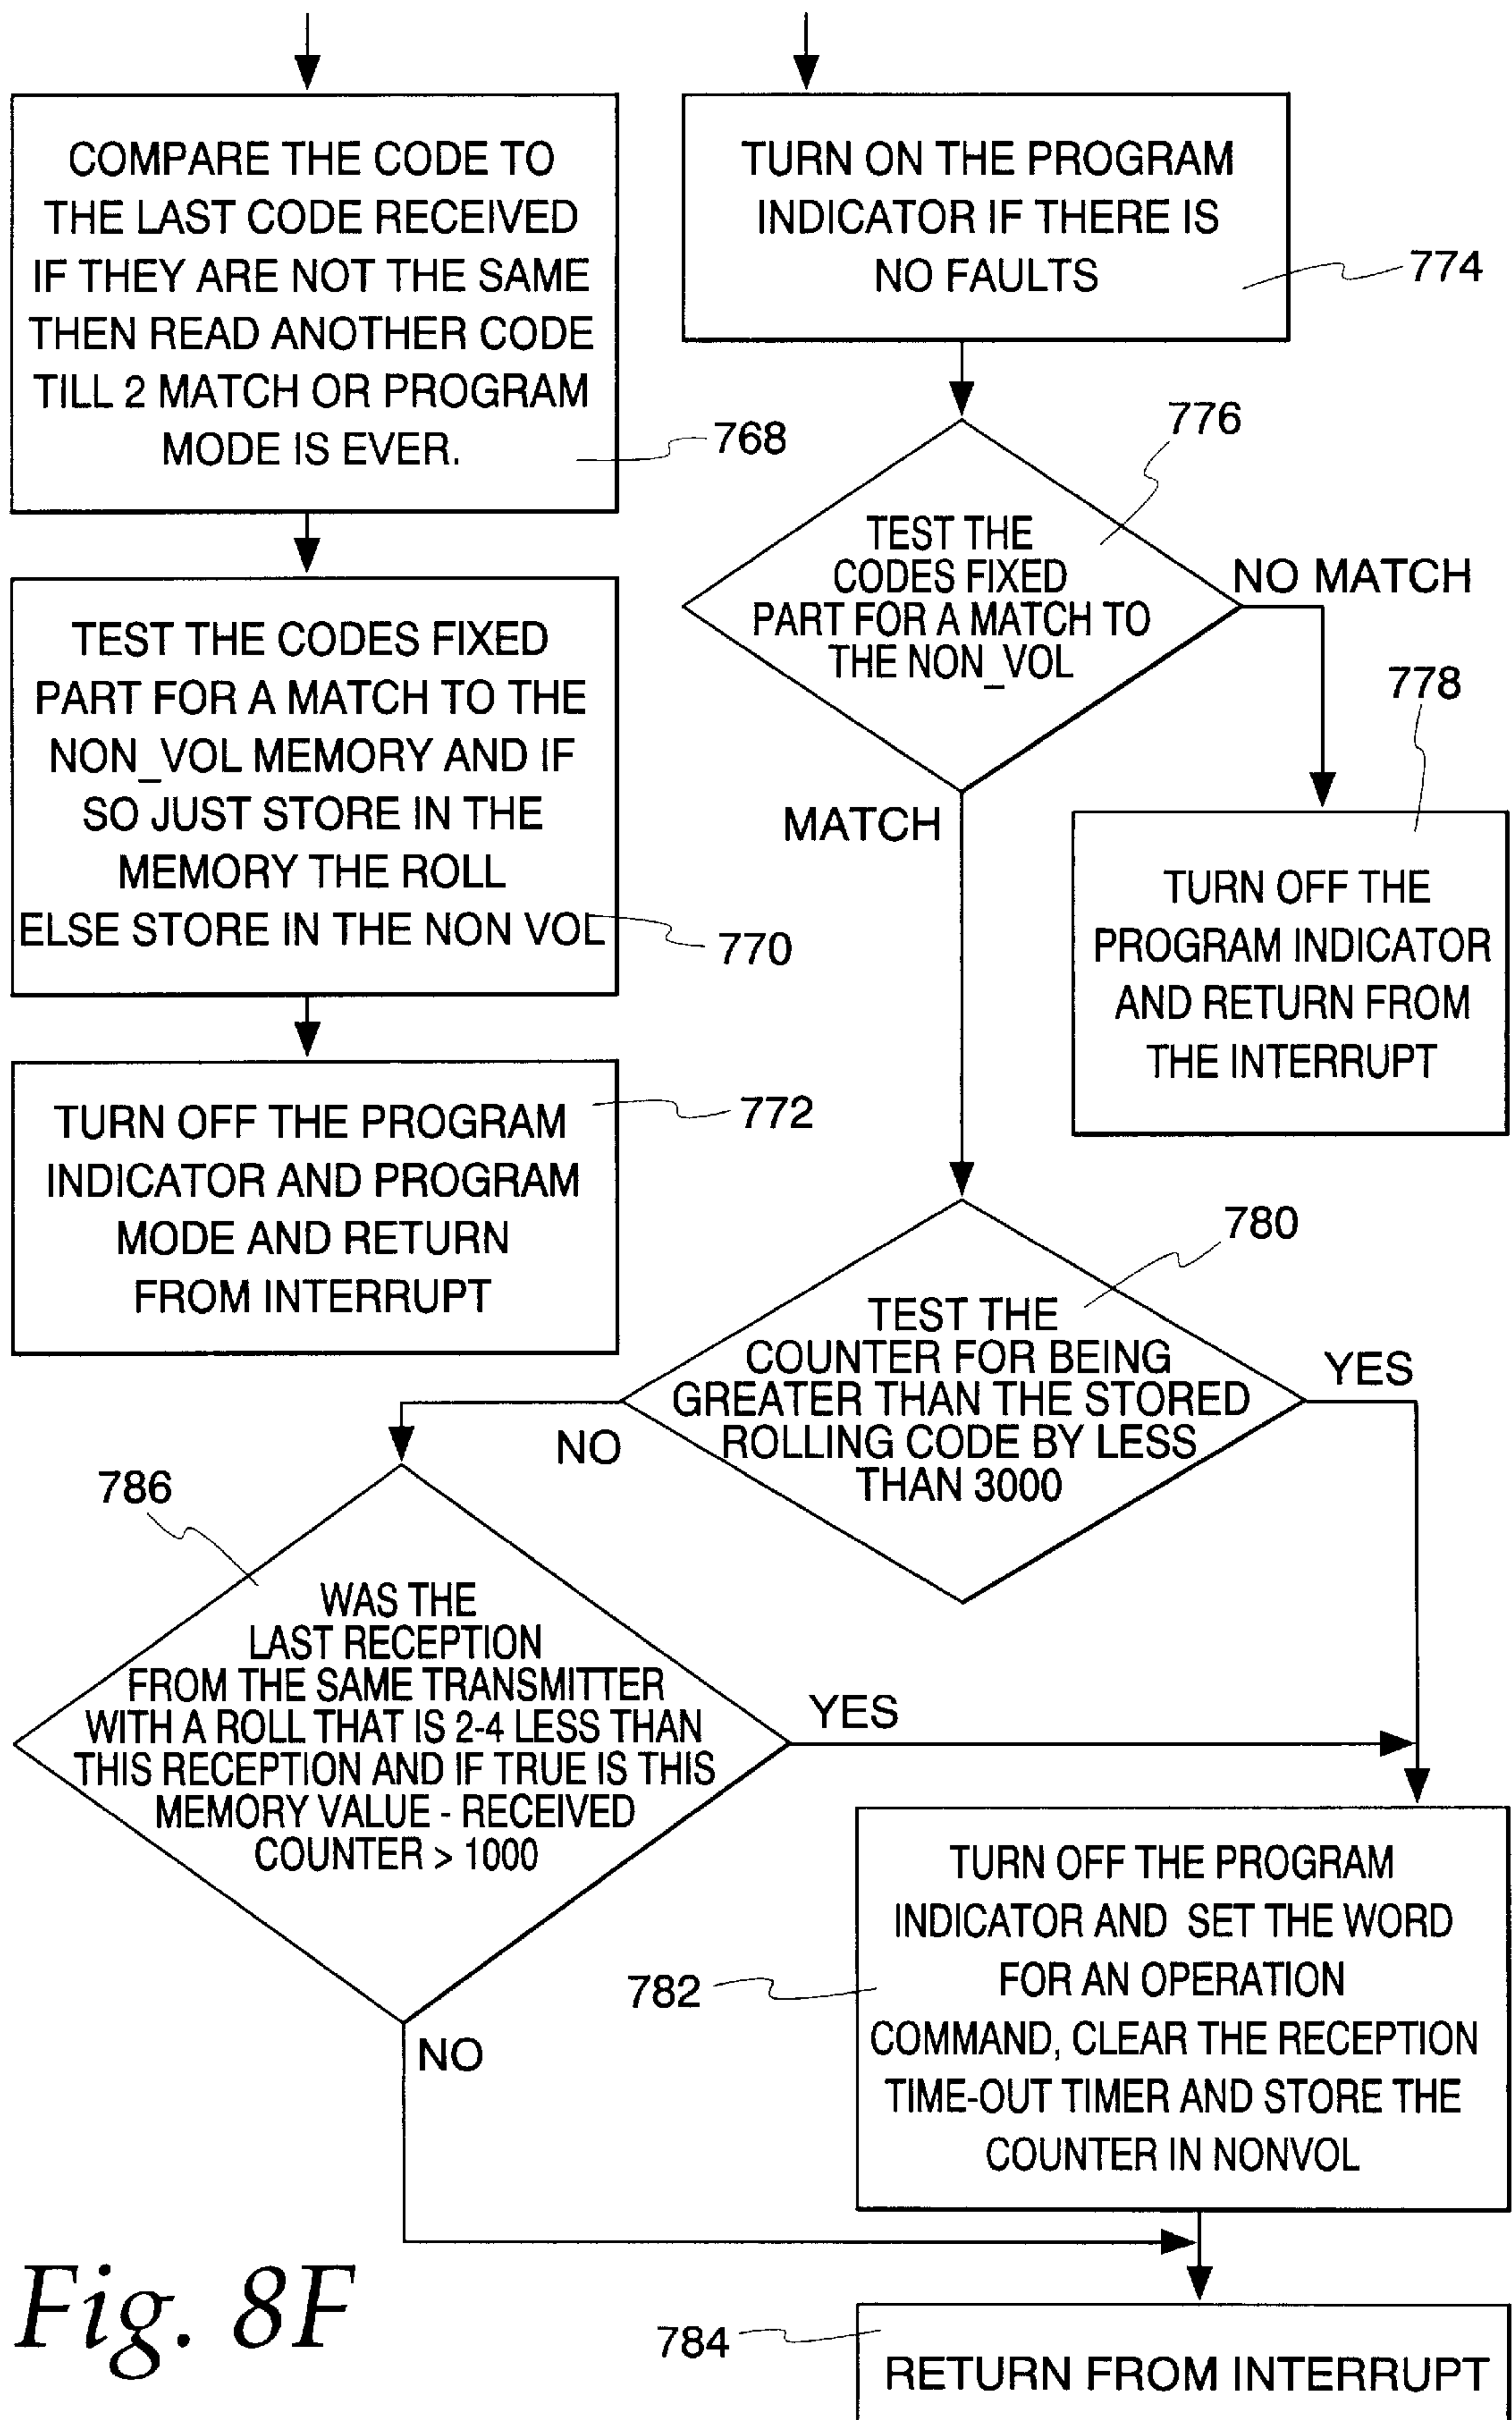 COMPARE THE CODE TO
THE LAST CODE RECEIVED
IF THEY ARE NOT THE SAME
THEN READ ANOTHER CODE
TILL 2 MATCH OR PROGRAM
MODE IS EVER.
768
TEST THE CODES FIXED
PART FOR A MATCH TO THE
NON_VOL MEMORY AND IF
SO JUST STORE IN THE
MEMORY THE ROLL
ELSE STORE IN THE NON VOL
770
TURN OFF THE PROGRAM
INDICATOR AND PROGRAM
MODE AND RETURN
FROM INTERRUPT
772
TURN ON THE PROGRAM
INDICATOR IF THERE IS
NO FAULTS
774
776
TEST THE
CODES FIXED
PART FOR A MATCH TO
THE NON_VOL
NO MATCH
MATCH
778
TURN OFF THE
PROGRAM INDICATOR
AND RETURN FROM
THE INTERRUPT
780
TEST THE
COUNTER FOR BEING
GREATER THAN THE STORED
ROLLING CODE BY LESS
THAN 3000
YES
NO
786
WAS THE
LAST RECEPTION
FROM THE SAME TRANSMITTER
WITH A ROLL THAT IS 2-4 LESS THAN
THIS RECEPTION AND IF TRUE IS THIS
MEMORY VALUE - RECEIVED
COUNTER > 1000
YES
NO
782
TURN OFF THE PROGRAM
INDICATOR AND SET THE WORD
FOR AN OPERATION
COMMAND, CLEAR THE RECEPTION
TIME-OUT TIMER AND STORE THE
COUNTER IN NONVOL
784
RETURN FROM INTERRUPT
Fig. 8F